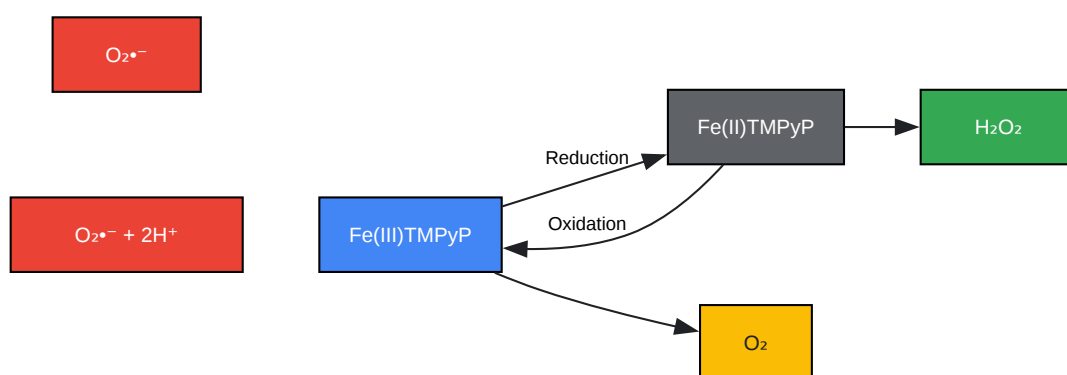 O₂•⁻
Fe(II)TMPyP
H₂O₂
Reduction
Oxidation
O₂•⁻ + 2H⁺
Fe(III)TMPyP
O₂